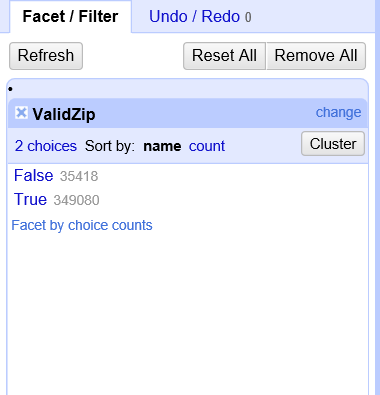 Facet / Filter Undo / Redo 0
Refresh Reset All Remove All
ValidZip change
2 choices Sort by: name count Cluster
False 35418
True 349080
Facet by choice counts